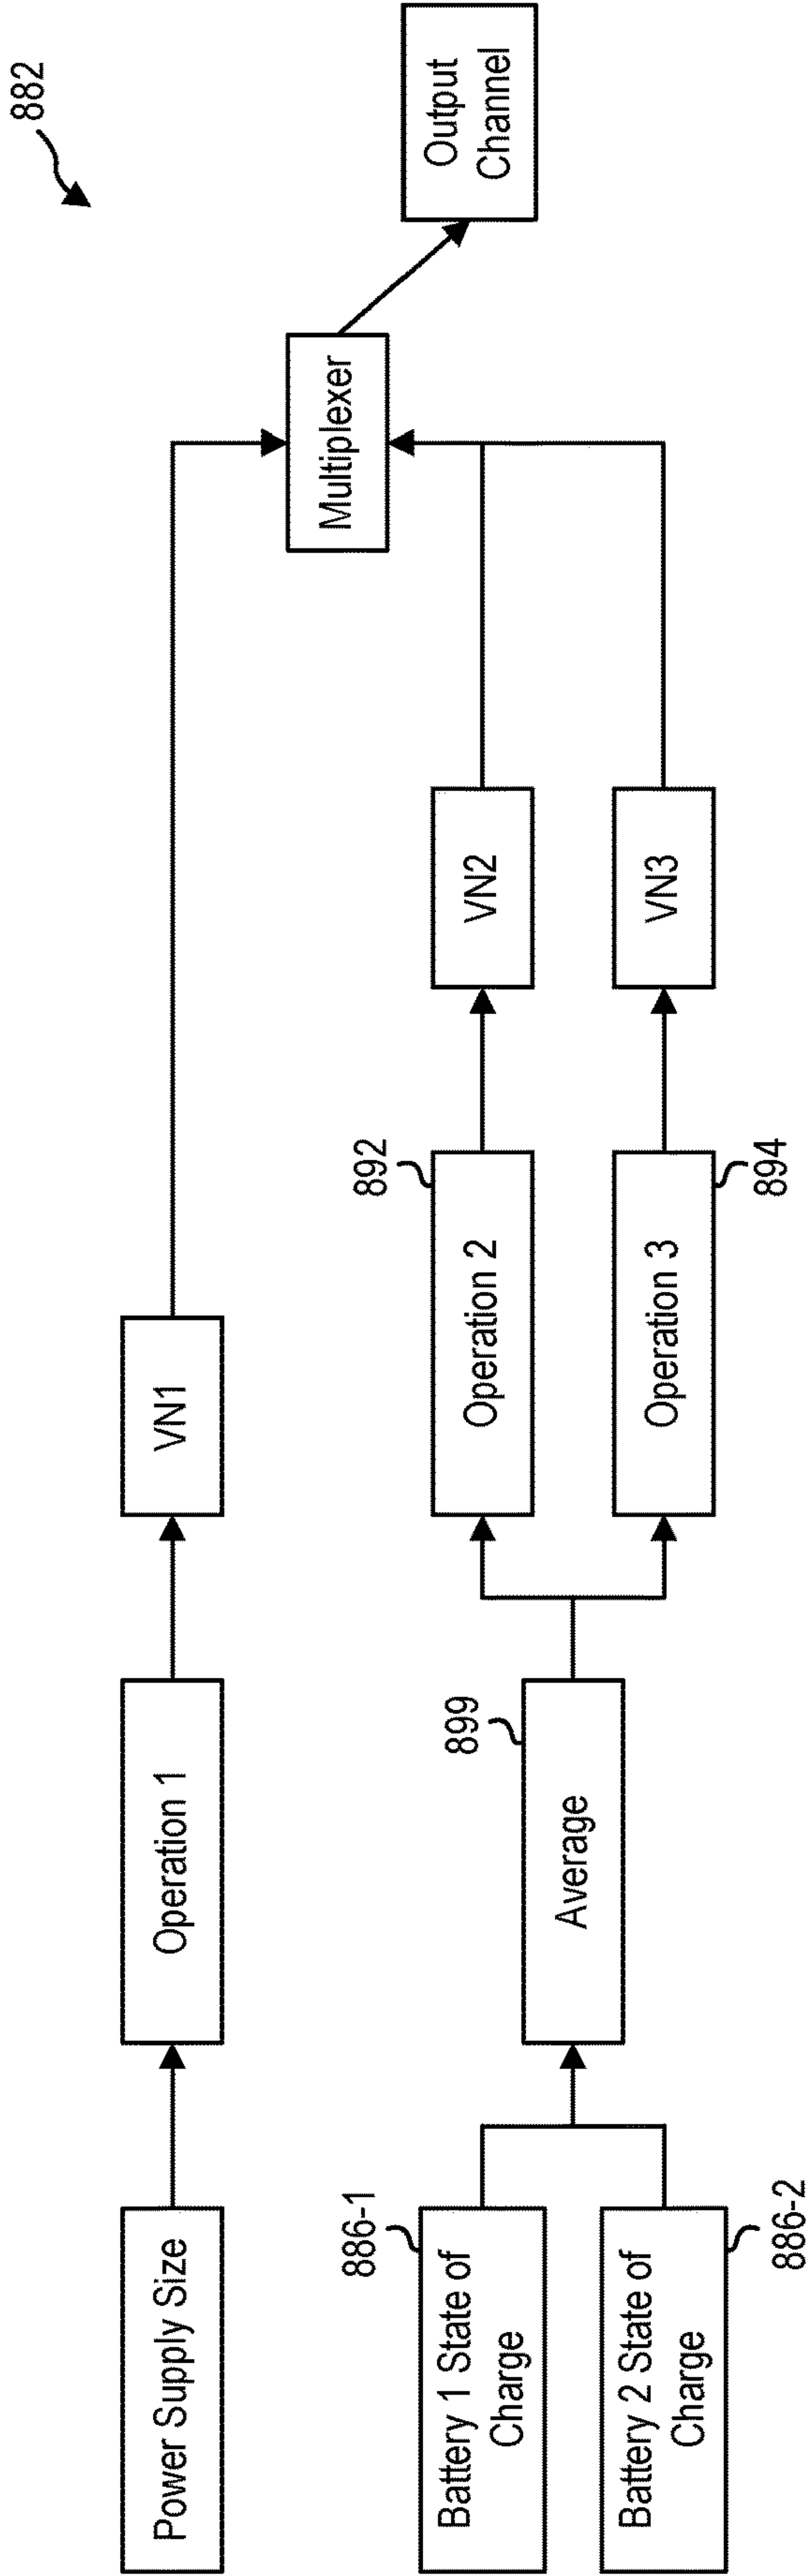 882
Power Supply Size
Operation 1
VN1
Multiplexer
Output
Channel
886-1
Battery 1 State of
Charge
Battery 2 State of
Charge
886-2
899
Average
892
Operation 2
Operation 3
894
VN2
VN3